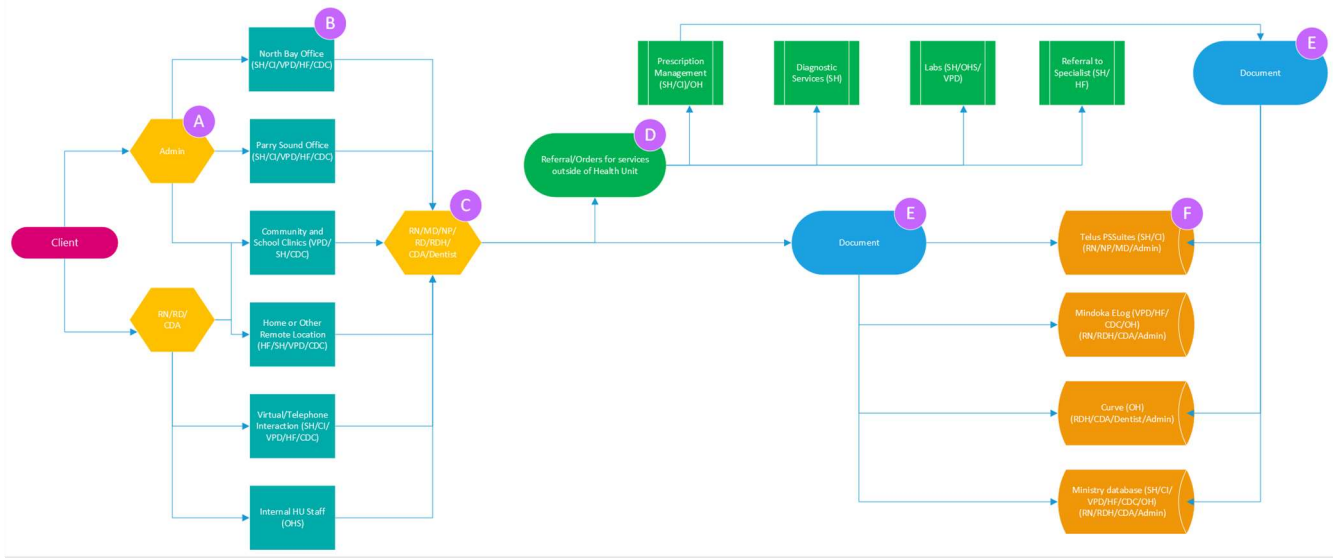 Client
A
Admin
RN/RD/
CDA
B
North Bay Office
(SH/CI/VPD/HF/CDC)
Parry Sound Office
(SH/CI/VPD/HF/CDC)
Community and
School Clinics (VPD/
SH/CDC)
Home or Other
Remote Location
(HF/SH/VPD/CDC)
Virtual/Telephone
Interaction (SH/CI/
VPD/HF/CDC)
Internal HU Staff
(OHS)
C
RN/MD/NP/
RD/RDH/
CDA/Dentist
D
Referral/Orders for services
outside of Health Unit
Prescription
Management
(SH/CI)/OH
Diagnostic
Services (SH)
Labs (SH/OHS/
VPD)
Referral to
Specialist (SH/
HF)
E
Document
E
Document
F
Telus PSSuites (SH/CI)
(RN/NP/MD/Admin)
Mindoka ELog (VPD/HF/
CDC/OH)
(RN/RDH/CDA/Admin)
Curve (OH)
(RDH/CDA/Dentist/Admin)
Ministry database (SH/CI/
VPD/HF/CDC/OH)
(RN/RDH/CDA/Admin)